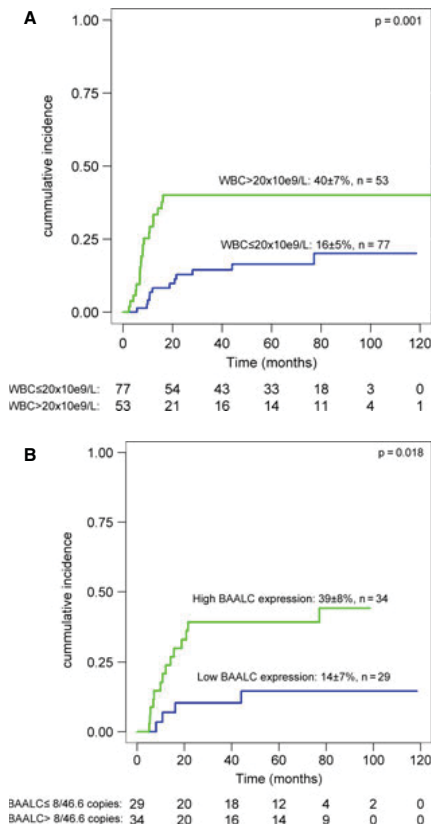 A
p = 0.001
1.00
0.75
0.50
0.25
0.00
cummulative incidence
WBC>20x10e9/L: 40±7%, n = 53
WBC≤20x10e9/L: 16±5%, n = 77
0 20 40 60 80 100 120
Time (months)
WBC≤20x10e9/L: 77 54 43 33 18 3 0
WBC>20x10e9/L: 53 21 16 14 11 4 1
B
p = 0.018
1.00
0.75
0.50
0.25
0.00
cummulative incidence
High BAALC expression: 39±8%, n = 34
Low BAALC expression: 14±7%, n = 29
0 20 40 60 80 100 120
Time (months)
BAALC≤ 8/46.6 copies: 29 20 18 12 4 2 0
BAALC> 8/46.6 copies: 34 20 16 14 9 0 0